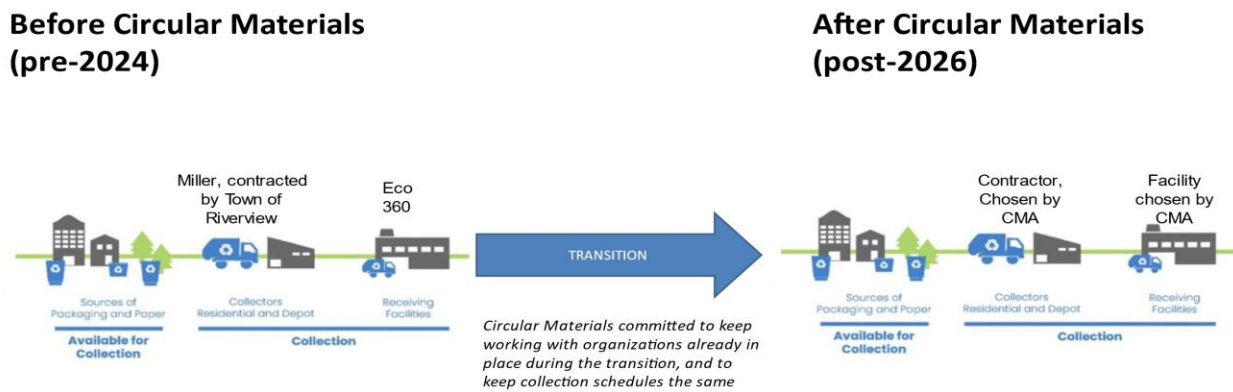 Before Circular Materials
(pre-2024)
After Circular Materials
(post-2026)
Miller, contracted
by Town of
Riverview
Eco
360
Sources of
Packaging and Paper
Collectors
Residential and Depot
Receiving
Facilities
Available for
Collection
Collection
TRANSITION
Circular Materials committed to keep
working with organizations already in
place during the transition, and to
keep collection schedules the same
Contractor,
Chosen by
CMA
Facility
chosen by
CMA
Sources of
Packaging and Paper
Collectors
Residential and Depot
Receiving
Facilities
Available for
Collection
Collection